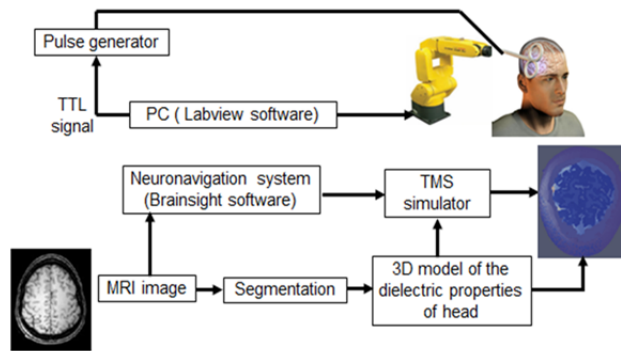 Pulse generator
TTL
signal
PC ( Labview software)
Neuronavigation system
(Brainsight software)
TMS
simulator
MRI image
Segmentation
3D model of the
dielectric properties
of head